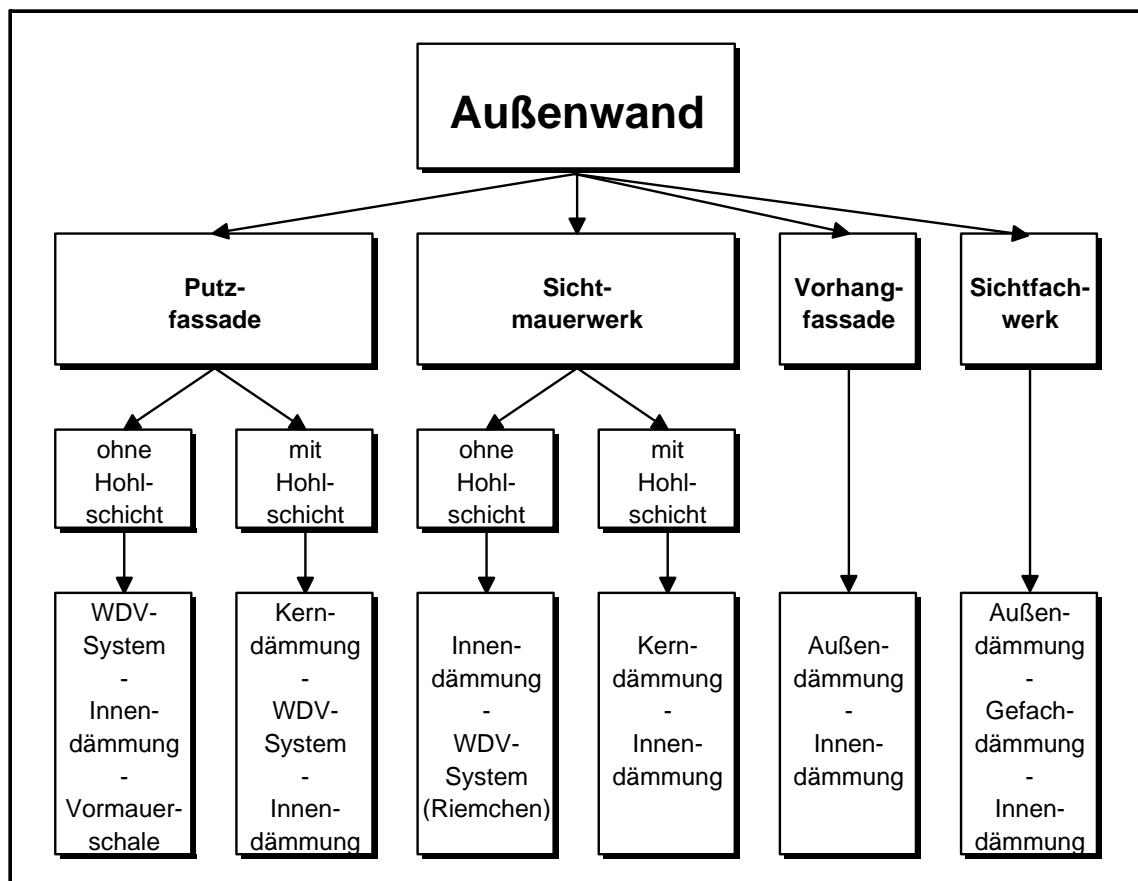 Außenwand
Putz-
fassade
Sicht-
mauerwerk
Vorhang-
fassade
Sichtfach-
werk
ohne
Hohl-
schicht
mit
Hohl-
schicht
ohne
Hohl-
schicht
mit
Hohl-
schicht
WDV-
System
-
Innen-
dämmung
-
Vormauer-
schale
Kern-
dämmung
-
WDV-
System
-
Innen-
dämmung
Innen-
dämmung
-
WDV-
System
(Riemchen)
Kern-
dämmung
-
Innen-
dämmung
Außen-
dämmung
-
Innen-
dämmung
Außen-
dämmung
-
Gefach-
dämmung
-
Innen-
dämmung